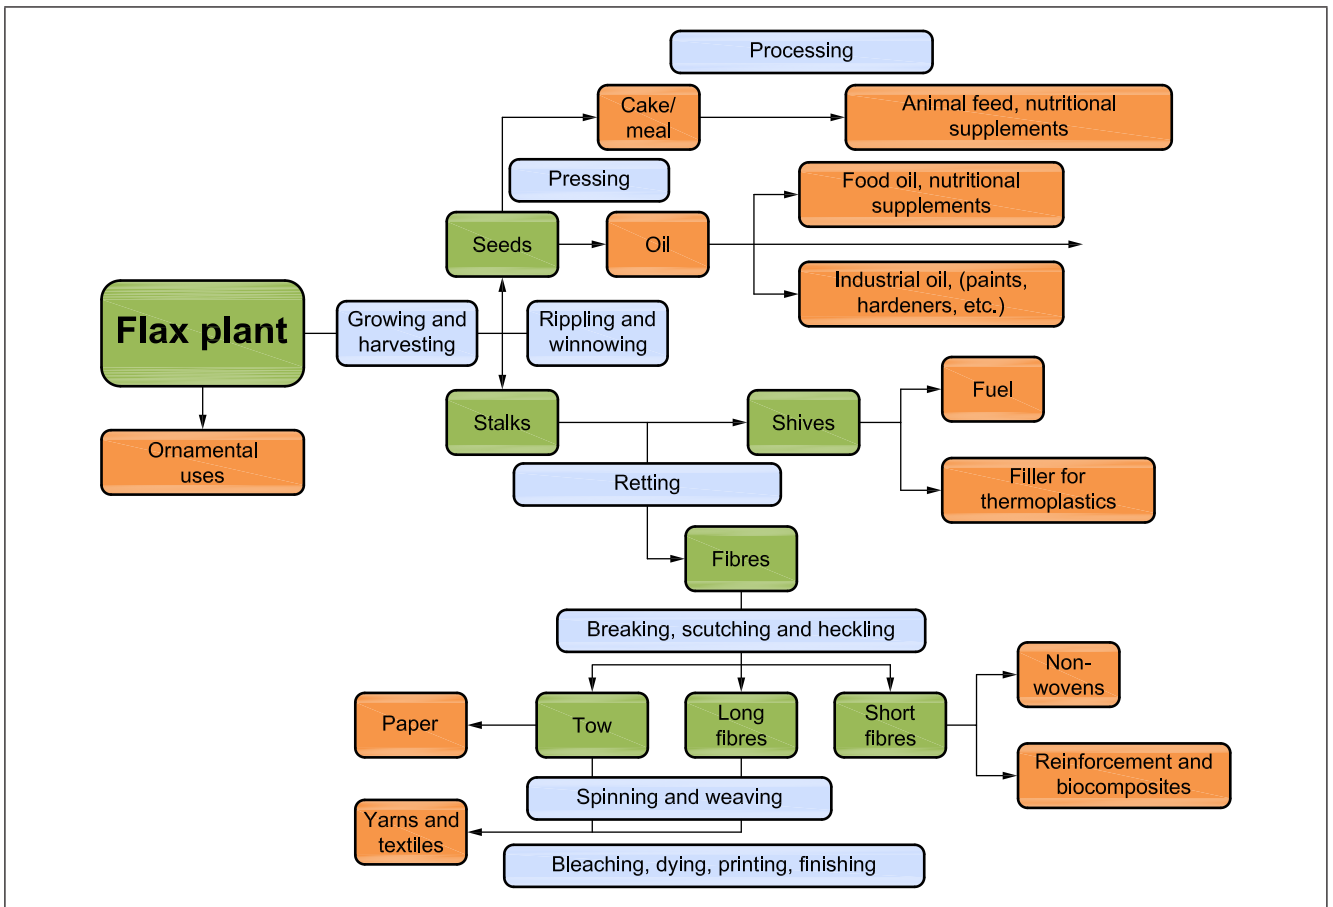 Processing
Cake/
meal
Animal feed, nutritional
supplements
Pressing
Food oil, nutritional
supplements
Seeds
Oil
Industrial oil, (paints,
hardeners, etc.)
Flax plant
Growing and
harvesting
Rippling and
winnowing
Fuel
Stalks
Shives
Ornamental
uses
Retting
Filler for
thermoplastics
Fibres
Breaking, scutching and heckling
Non-
wovens
Paper
Tow
Long
fibres
Short
fibres
Reinforcement and
biocomposites
Spinning and weaving
Yarns and
textiles
Bleaching, dying, printing, finishing